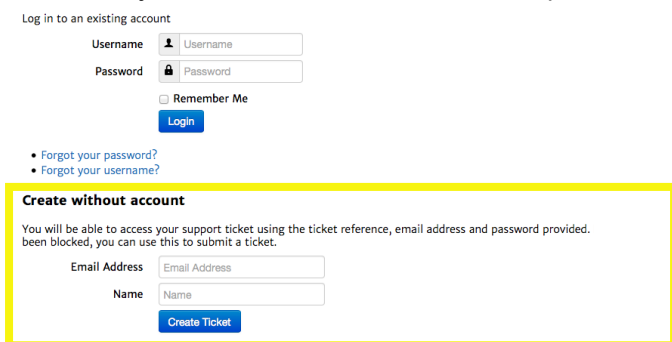 Log in to an existing account
Username
Username
Password
Password
Remember Me
Login
Forgot your password?
Forgot your username?
Create without account
You will be able to access your support ticket using the ticket reference, email address and password provided.
been blocked, you can use this to submit a ticket.
Email Address
Email Address
Name
Name
Create Ticket